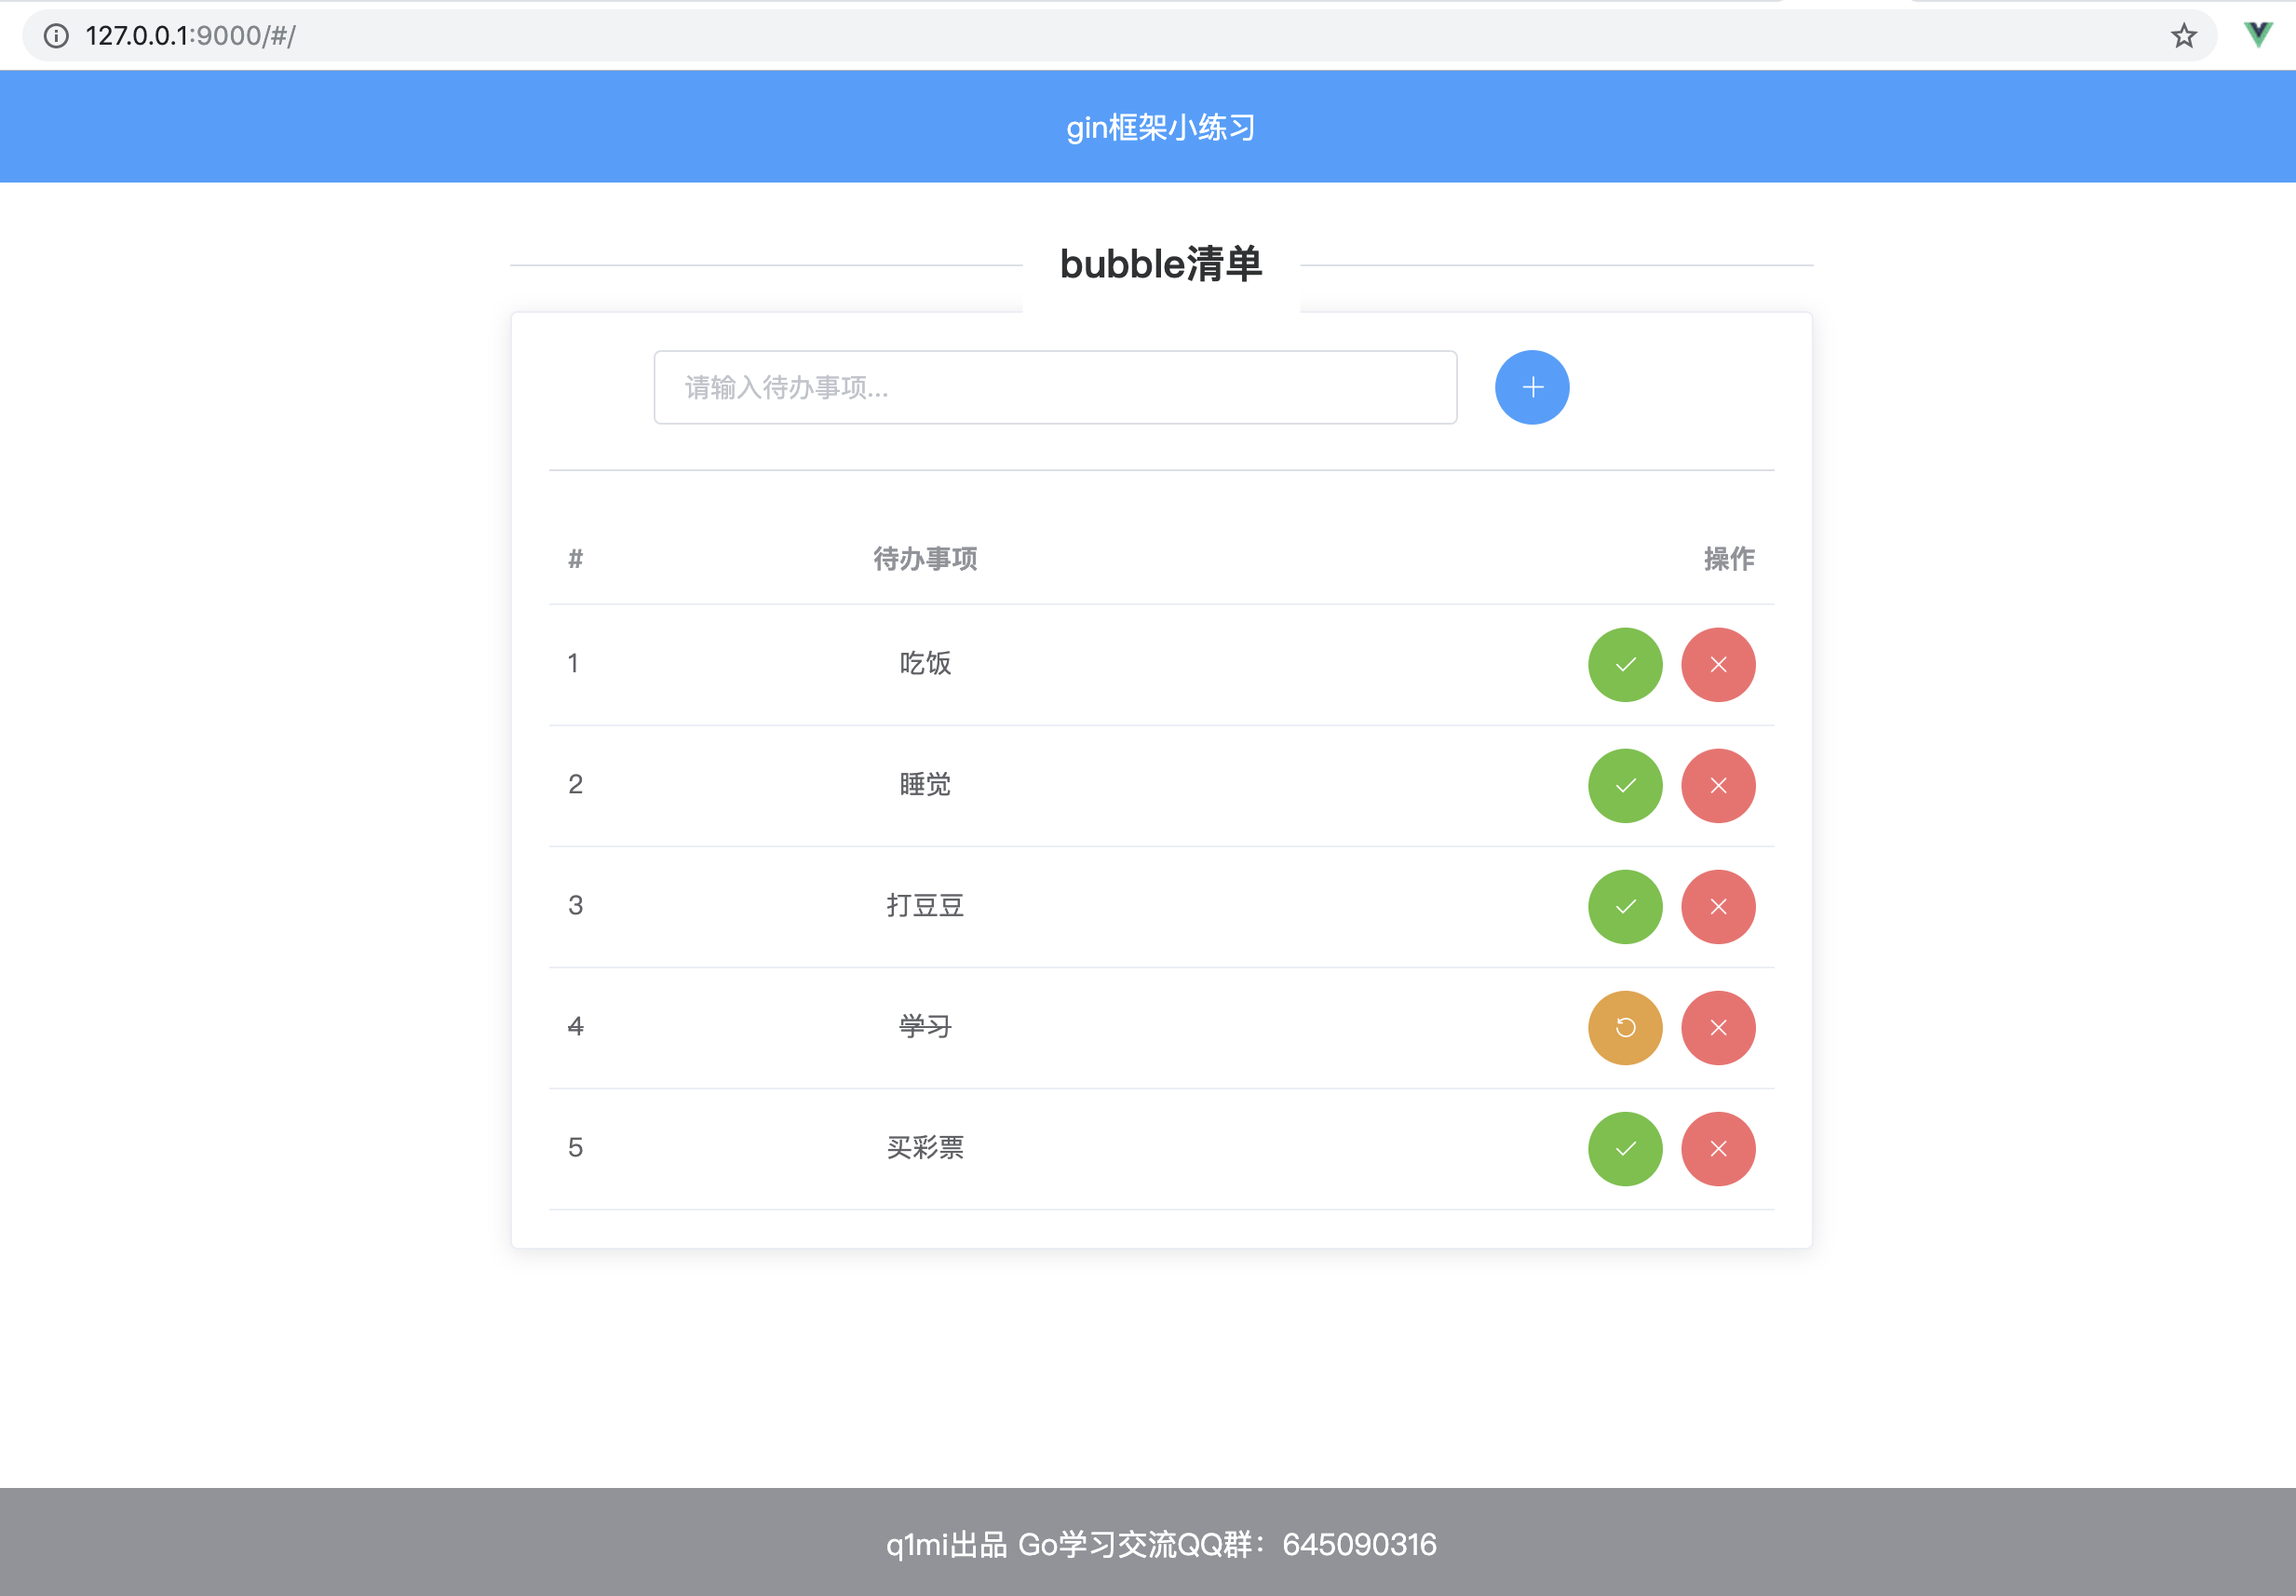 127.0.0.1:9000/#/
gin框架小练习
bubble清单
请输入待办事项...
# 待办事项 操作
1 吃饭
2 睡觉
3 打豆豆
4 学习
5 买彩票
q1mi出品 Go学习交流QQ群：645090316